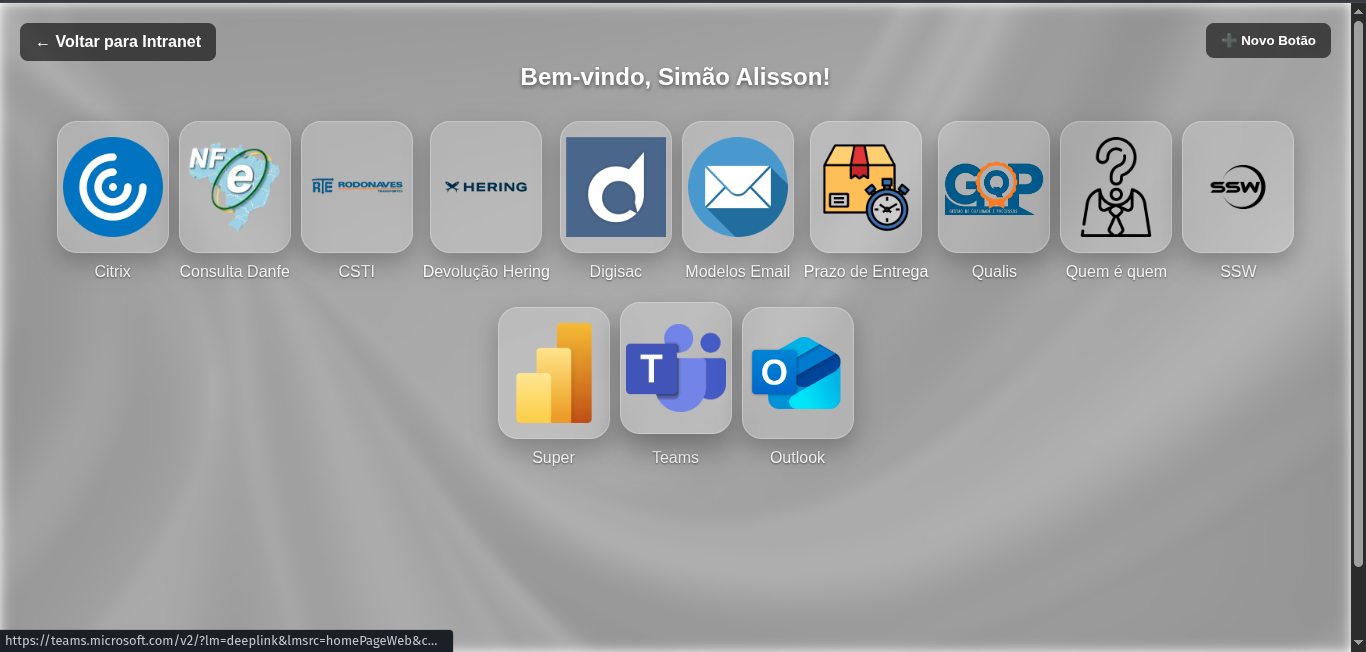 ← Voltar para Intranet
➕ Novo Botão
Bem-vindo, Simão Alisson!
NF e
RTE RODONAVES
HERING
d
GQP
SSW
Citrix
Consulta Danfe
CSTI
Devolução Hering
Digisac
Modelos Email
Prazo de Entrega
Qualis
Quem é quem
SSW
T
O
Super
Teams
Outlook
https://teams.microsoft.com/v2/?lm=deeplink&lmsrc=homePageWeb&c...